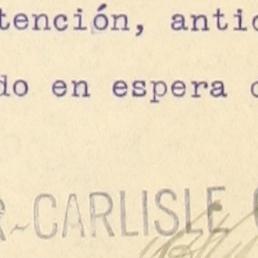 tención, antic
do en espera
R-CARLISLE